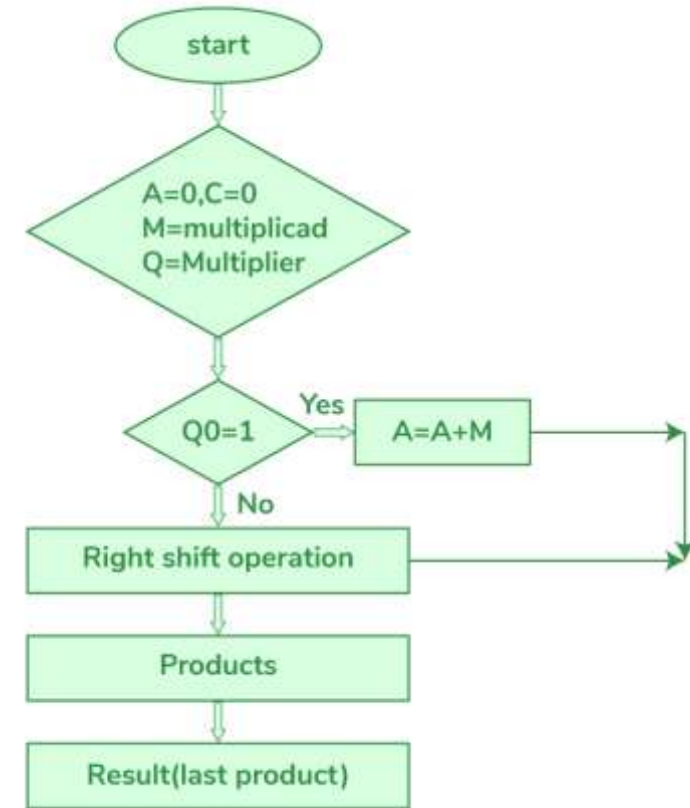 start
A=0,C=0
M=multiplicad
Q=Multiplier
Q0=1
Yes
A=A+M
No
Right shift operation
Products
Result(last product)